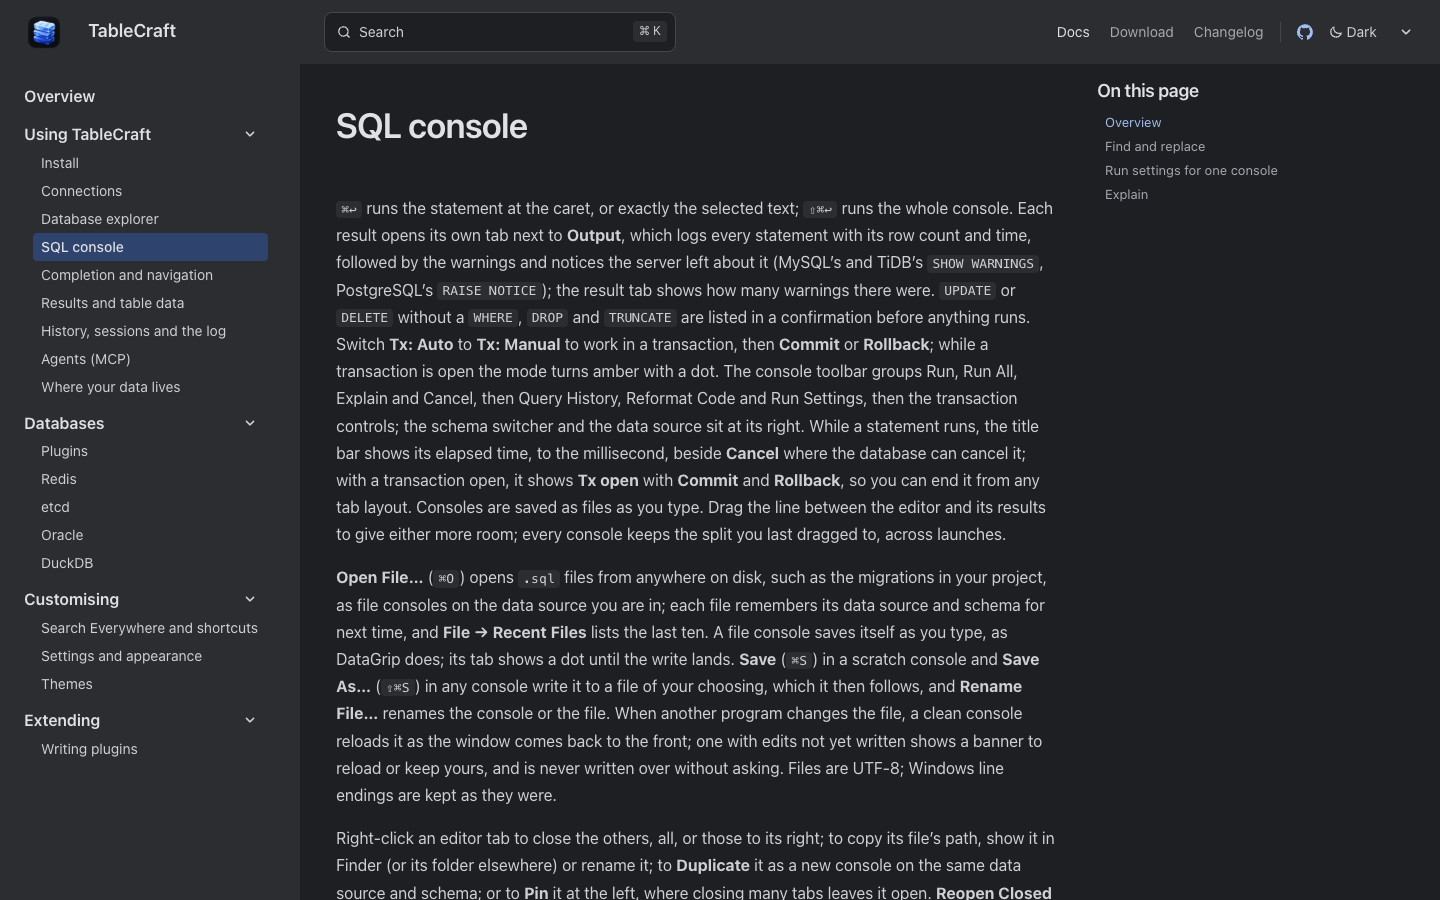 TableCraft
Search
⌘ K
Docs
Download
Changelog
Dark
Overview
Using TableCraft
Install
Connections
Database explorer
SQL console
Completion and navigation
Results and table data
History, sessions and the log
Agents (MCP)
Where your data lives
Databases
Plugins
Redis
etcd
Oracle
DuckDB
Customising
Search Everywhere and shortcuts
Settings and appearance
Themes
Extending
Writing plugins
SQL console
⌘↩ runs the statement at the caret, or exactly the selected text; ⇧⌘↩ runs the whole console. Each
result opens its own tab next to Output, which logs every statement with its row count and time,
followed by the warnings and notices the server left about it (MySQL’s and TiDB’s SHOW WARNINGS,
PostgreSQL’s RAISE NOTICE); the result tab shows how many warnings there were. UPDATE or
DELETE without a WHERE, DROP and TRUNCATE are listed in a confirmation before anything runs.
Switch Tx: Auto to Tx: Manual to work in a transaction, then Commit or Rollback; while a
transaction is open the mode turns amber with a dot. The console toolbar groups Run, Run All,
Explain and Cancel, then Query History, Reformat Code and Run Settings, then the transaction
controls; the schema switcher and the data source sit at its right. While a statement runs, the title
bar shows its elapsed time, to the millisecond, beside Cancel where the database can cancel it;
with a transaction open, it shows Tx open with Commit and Rollback, so you can end it from any
tab layout. Consoles are saved as files as you type. Drag the line between the editor and its results
to give either more room; every console keeps the split you last dragged to, across launches.
Open File… (⌘O) opens .sql files from anywhere on disk, such as the migrations in your project,
as file consoles on the data source you are in; each file remembers its data source and schema for
next time, and File → Recent Files lists the last ten. A file console saves itself as you type, as
DataGrip does; its tab shows a dot until the write lands. Save (⌘S) in a scratch console and Save
As… (⇧⌘S) in any console write it to a file of your choosing, which it then follows, and Rename
File… renames the console or the file. When another program changes the file, a clean console
reloads it as the window comes back to the front; one with edits not yet written shows a banner to
reload or keep yours, and is never written over without asking. Files are UTF-8; Windows line
endings are kept as they were.
Right-click an editor tab to close the others, all, or those to its right; to copy its file’s path, show it in
Finder (or its folder elsewhere) or rename it; to Duplicate it as a new console on the same data
source and schema; or to Pin it at the left, where closing many tabs leaves it open. Reopen Closed
On this page
Overview
Find and replace
Run settings for one console
Explain